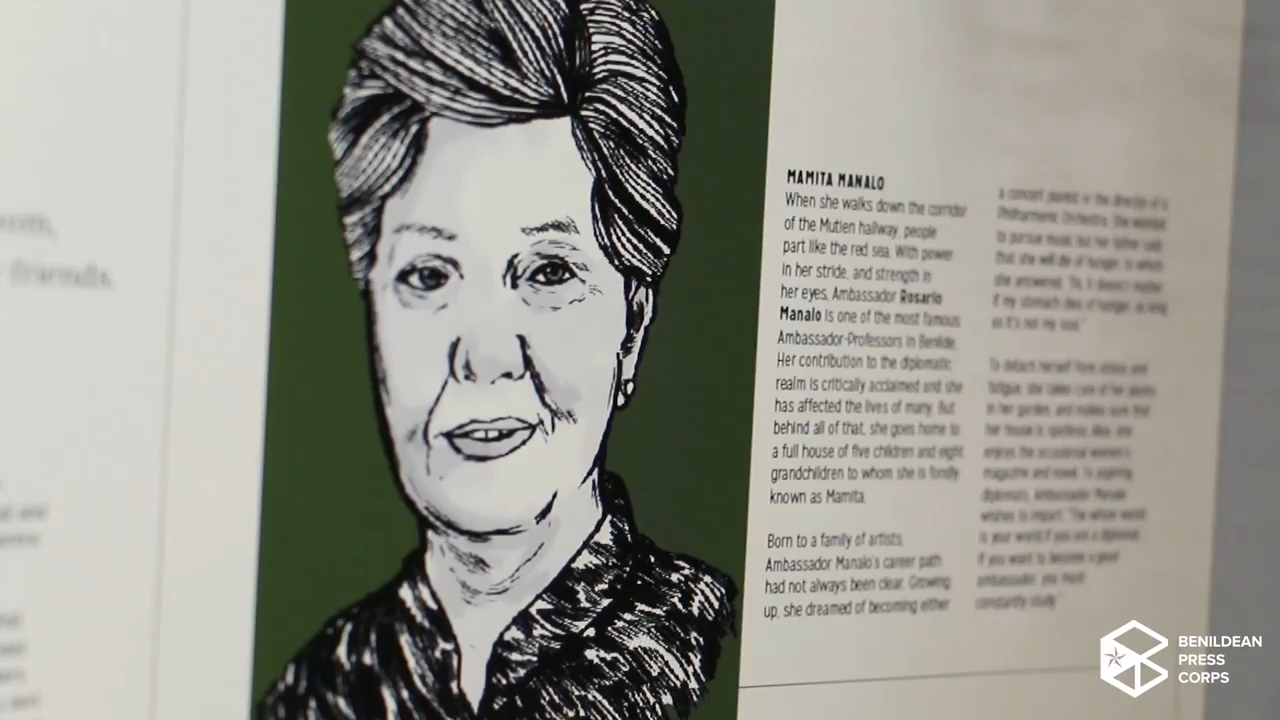 friends.
MAMITA MANALO
When she walks down the corridor
of the Mutien hallway, people
part like the red sea. With power
in her stride, and strength in
her eyes, Ambassador Rosario
Manalo is one of the most famous
Ambassador-Professors in Benilde.
Her contribution to the diplomatic
realm is critically acclaimed and she
has affected the lives of many. But
behind all of that, she goes home to
a full house of five children and eight
grandchildren to whom she is fondly
known as Mamita.
Born to a family of artists,
Ambassador Manalo's career path
had not always been clear. Growing
up, she dreamed of becoming either
a concert pianist or the director of a
Philharmonic Orchestra. She wanted
to pursue music but her father said
that she will die of hunger, to which
she answered, "It doesn't matter
if my stomach dies of hunger, as long
as it's not my soul."
To detach herself from stress and
fatigue, she takes care of her plants
in her garden, and makes sure that
her house is spotless. Also, she
enjoys the occasional women's
magazine and novel. To aspiring
diplomats, Ambassador Manalo
wishes to impart, "The whole world
is your world if you are a diplomat.
If you want to become a good
ambassador, you must
constantly study."
BENILDEAN
PRESS
CORPS